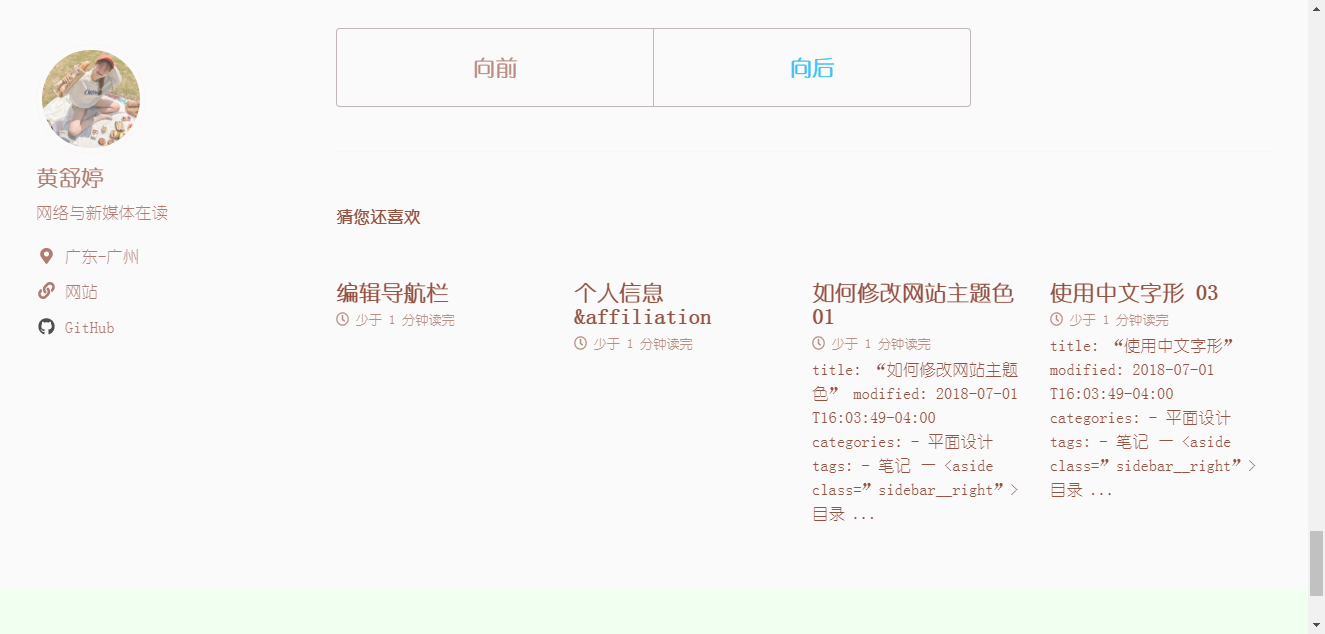 向前
向后
黄舒婷
网络与新媒体在读
广东-广州
网站
GitHub
猜您还喜欢
编辑导航栏
少于 1 分钟读完
个人信息
&affiliation
少于 1 分钟读完
如何修改网站主题色
01
少于 1 分钟读完
title: “如何修改网站主题
色” modified: 2018-07-01
T16:03:49-04:00
categories: - 平面设计
tags: - 笔记 — <aside
class=”sidebar__right”>
目录 ...
使用中文字形 03
少于 1 分钟读完
title: “使用中文字形”
modified: 2018-07-01
T16:03:49-04:00
categories: - 平面设计
tags: - 笔记 — <aside
class=”sidebar__right”>
目录 ...